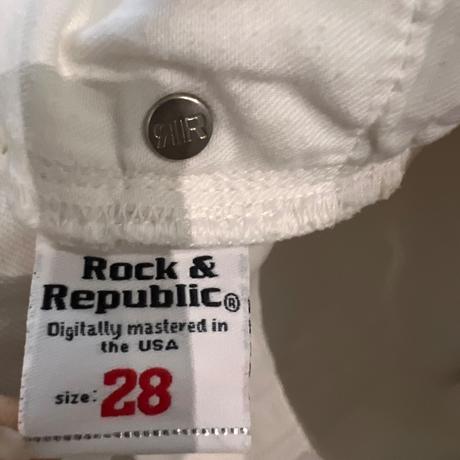 Rock &
Republic®
Digitally mastered in
the USA
size: 28